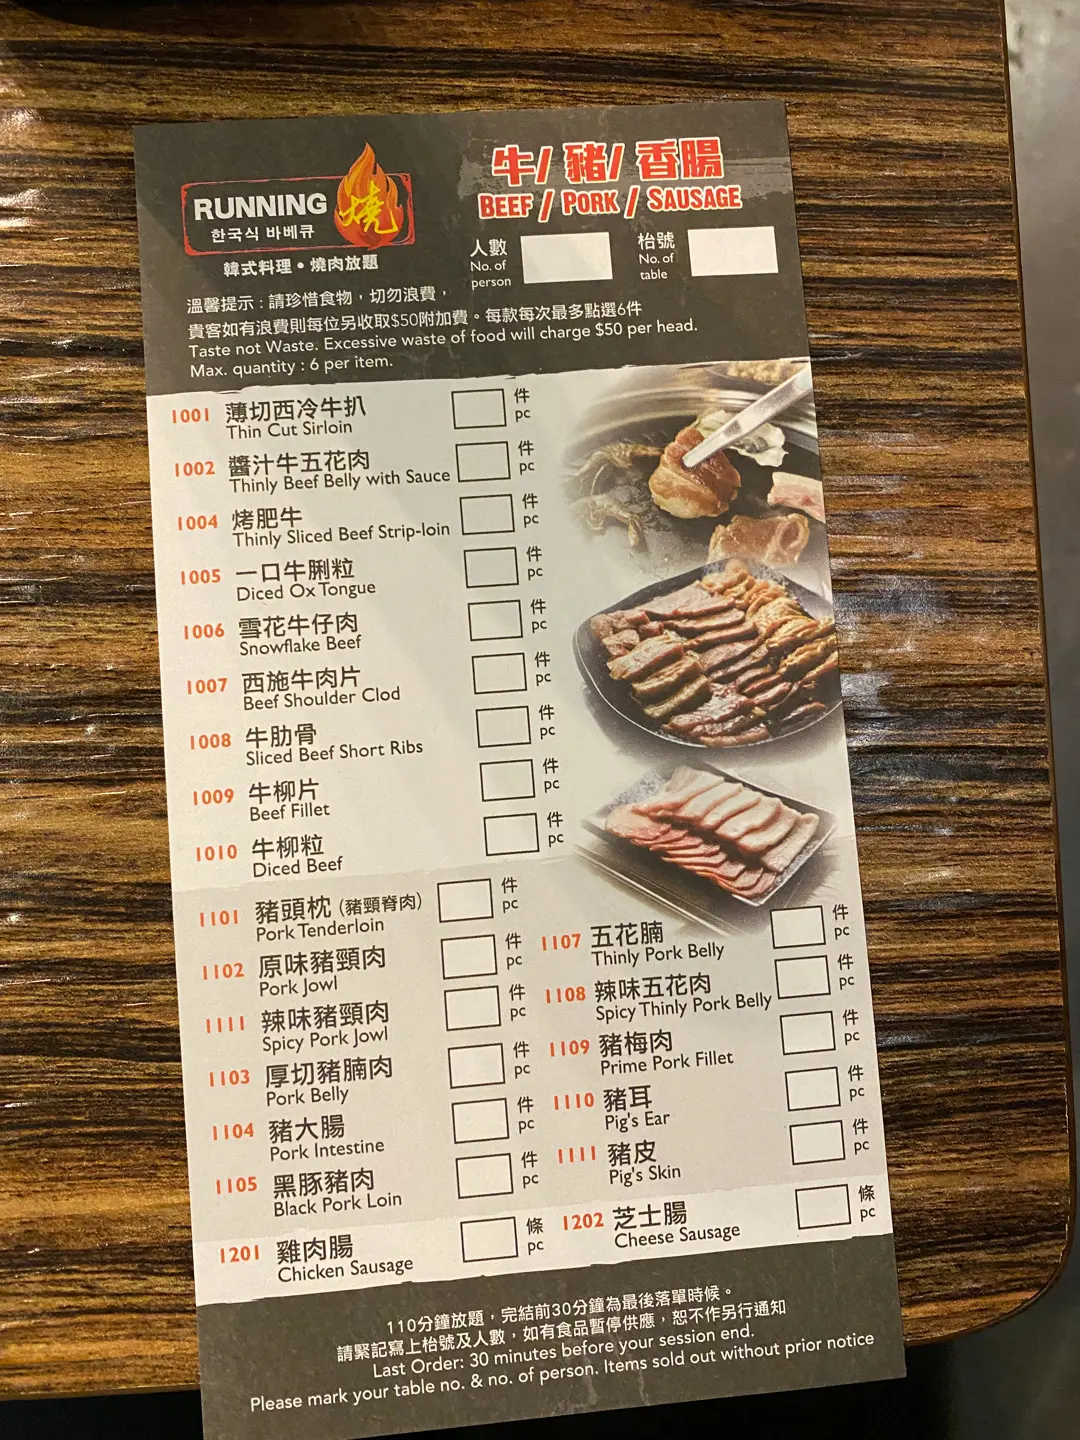 RUNNING 燒
한국식 바베큐
韓式料理•燒肉放題
牛/ 豬/ 香腸
BEEF / PORK / SAUSAGE
人數
No. of
person
枱號
No. of
table
溫馨提示 : 請珍惜食物，切勿浪費，
貴客如有浪費則每位另收取$50附加費。每款每次最多點選6件
Taste not Waste. Excessive waste of food will charge $50 per head.
Max. quantity : 6 per item.
1001 薄切西冷牛扒 件
Thin Cut Sirloin pc
1002 醬汁牛五花肉 件
Thinly Beef Belly with Sauce pc
1004 烤肥牛 件
Thinly Sliced Beef Strip-loin pc
1005 一口牛脷粒 件
Diced Ox Tongue pc
1006 雪花牛仔肉 件
Snowflake Beef pc
1007 西施牛肉片 件
Beef Shoulder Clod pc
1008 牛肋骨 件
Sliced Beef Short Ribs pc
1009 牛柳片 件
Beef Fillet pc
1010 牛柳粒 件
Diced Beef pc
1101 豬頭枕 (豬頸脊肉) 件
Pork Tenderloin pc
1102 原味豬頸肉 件
Pork Jowl pc
1111 辣味豬頸肉 件
Spicy Pork Jowl pc
1103 厚切豬腩肉 件
Pork Belly pc
1104 豬大腸 件
Pork Intestine pc
1105 黑豚豬肉 件
Black Pork Loin pc
1107 五花腩 件
Thinly Pork Belly pc
1108 辣味五花肉 件
Spicy Thinly Pork Belly pc
1109 豬梅肉 件
Prime Pork Fillet pc
1110 豬耳 件
Pig's Ear pc
1111 豬皮 件
Pig's Skin pc
1201 雞肉腸 條
Chicken Sausage pc
1202 芝士腸 條
Cheese Sausage pc
110分鐘放題，完結前30分鐘為最後落單時候。
請緊記寫上枱號及人數，如有食品暫停供應，恕不作另行通知
Last Order: 30 minutes before your session end.
Please mark your table no. & no. of person. Items sold out without prior notice